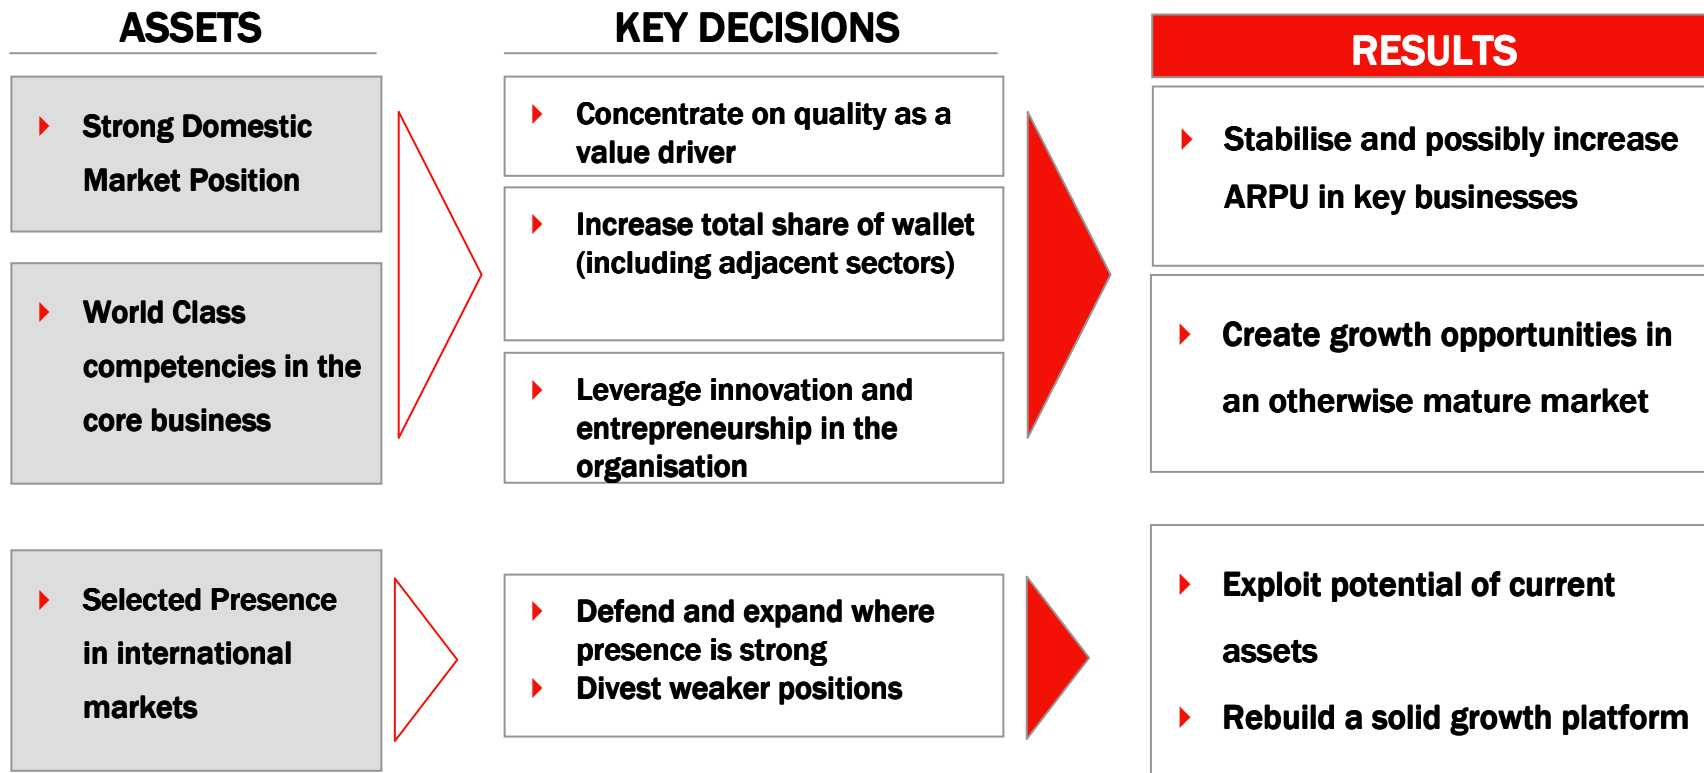 ASSETS
KEY DECISIONS
RESULTS
Strong Domestic
Market Position
World Class
competencies in the
core business
Concentrate on quality as a
value driver
Increase total share of wallet
(including adjacent sectors)
Leverage innovation and
entrepreneurship in the
organisation
Stabilise and possibly increase
ARPU in key businesses
Create growth opportunities in
an otherwise mature market
Selected Presence
in international
markets
Defend and expand where
presence is strong
Divest weaker positions
Exploit potential of current
assets
Rebuild a solid growth platform